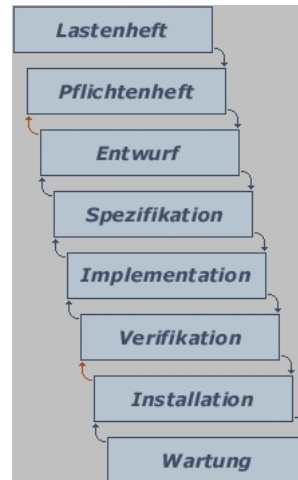 Lastenheft
Pflichtenheft
Entwurf
Spezifikation
Implementation
Verifikation
Installation
Wartung